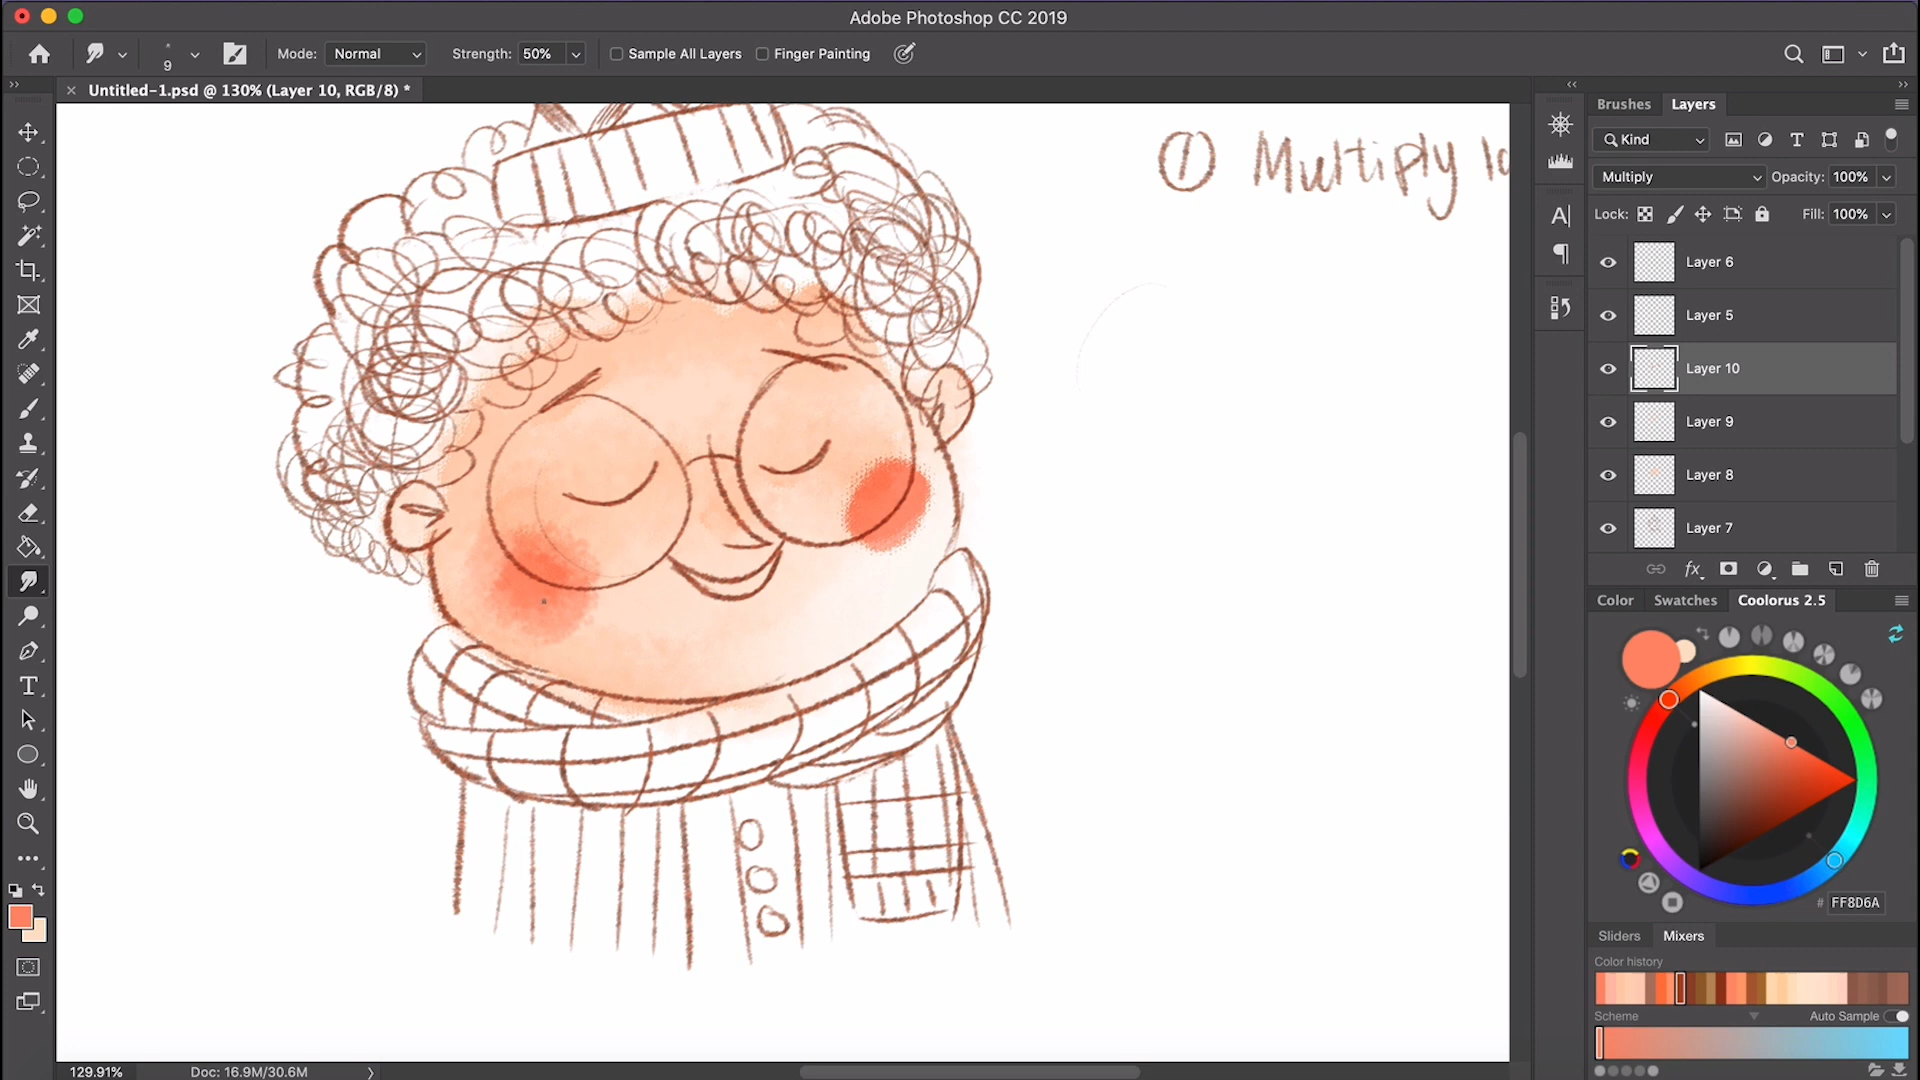 Adobe Photoshop CC 2019
9 Mode: Normal Strength: 50% Sample All Layers Finger Painting
Untitled-1.psd @ 130% (Layer 10, RGB/8) *
① Multiply
Brushes Layers
Kind
Multiply Opacity: 100%
Lock: Fill: 100%
Layer 6
Layer 5
Layer 10
Layer 9
Layer 8
Layer 7
Color Swatches Coolorus 2.5
# FF8D6A
Sliders Mixers
Color history
Scheme Auto Sample
129.91% Doc: 16.9M/30.6M